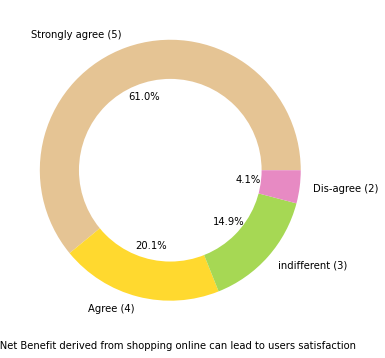 Strongly agree (5)
61.0%
4.1%
Dis-agree (2)
14.9%
20.1%
indifferent (3)
Agree (4)
Net Benefit derived from shopping online can lead to users satisfaction